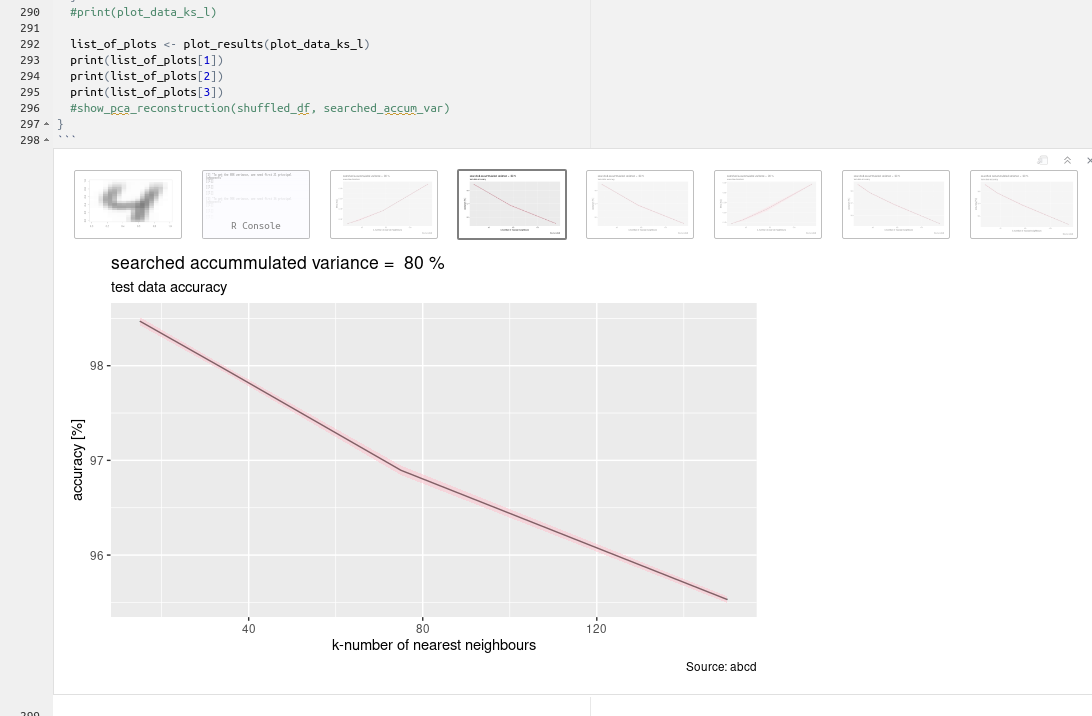 290 #print(plot_data_ks_l)
291
292 list_of_plots <- plot_results(plot_data_ks_l)
293 print(list_of_plots[1])
294 print(list_of_plots[2])
295 print(list_of_plots[3])
296 #show_pca_reconstruction(shuffled_df, searched_accum_var)
297 }
298 ```
R Console
searched accummulated variance =  80 %
test data accuracy
98
97
96
accuracy [%]
40 80 120
k-number of nearest neighbours
Source: abcd
299